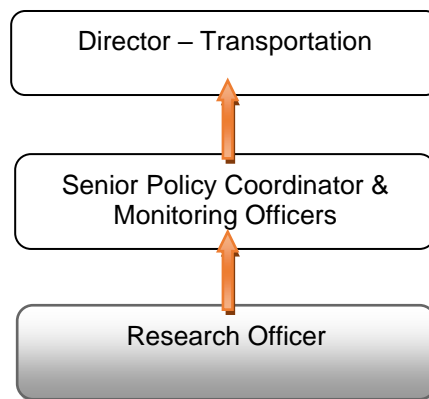 Director – Transportation
Senior Policy Coordinator &
Monitoring Officers
Research Officer